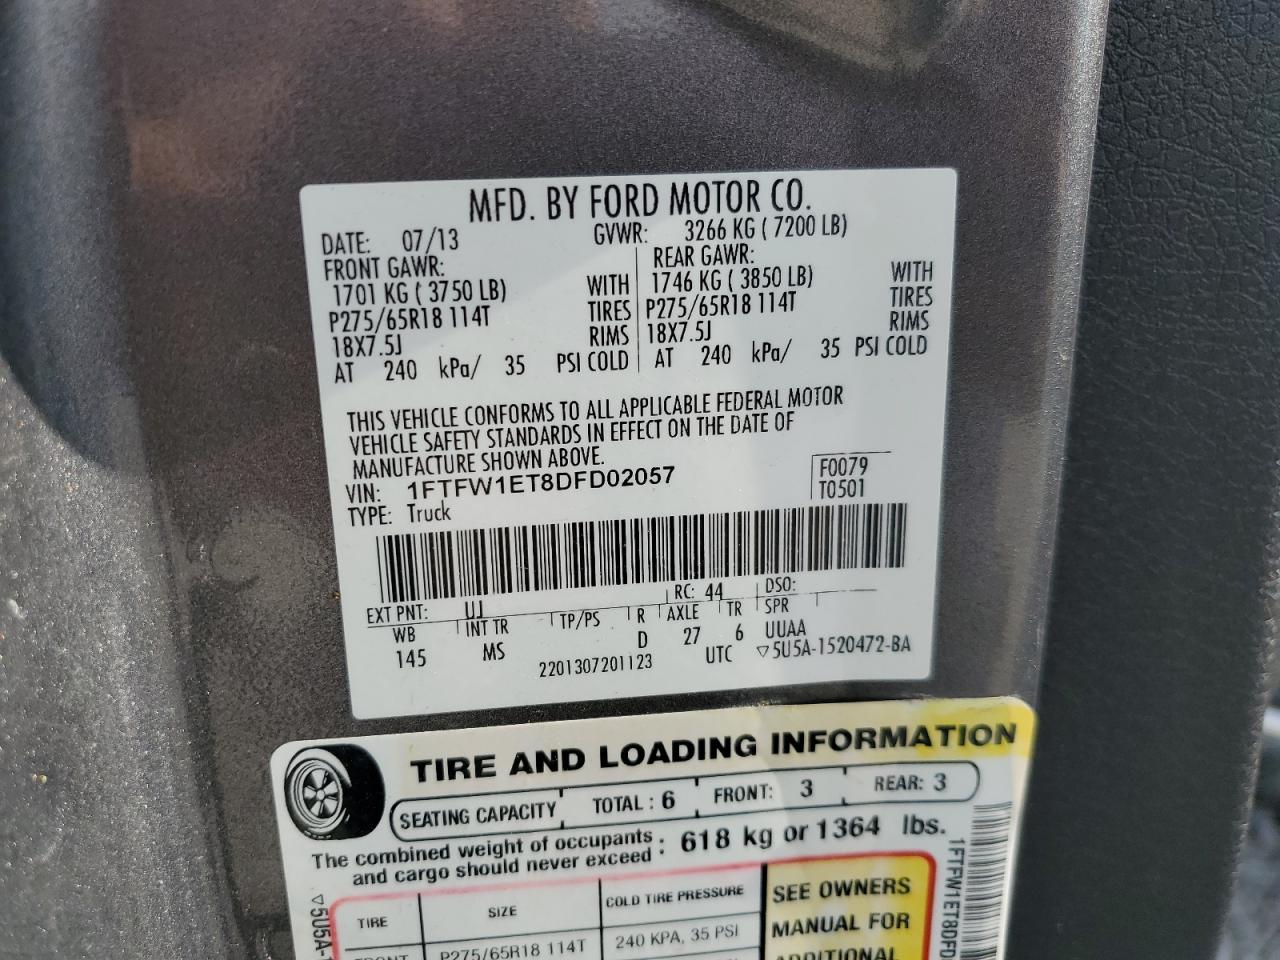 MFD. BY FORD MOTOR CO.
DATE: 07/13 GVWR: 3266 KG ( 7200 LB)
FRONT GAWR: REAR GAWR:
1701 KG ( 3750 LB) WITH 1746 KG ( 3850 LB) WITH
P275/65R18 114T TIRES P275/65R18 114T TIRES
18X7.5J RIMS 18X7.5J RIMS
AT 240 kPa/ 35 PSI COLD AT 240 kPa/ 35 PSI COLD
THIS VEHICLE CONFORMS TO ALL APPLICABLE FEDERAL MOTOR
VEHICLE SAFETY STANDARDS IN EFFECT ON THE DATE OF
MANUFACTURE SHOWN ABOVE.
VIN: 1FTFW1ET8DFD02057 F0079
TYPE: Truck T0501
EXT PNT: UJ RC: 44 DSO:
WB INT TR TP/PS R AXLE TR SPR
145 MS D 27 6 UUAA
2201307201123 UTC ▽5U5A-1520472-BA
TIRE AND LOADING INFORMATION
SEATING CAPACITY TOTAL : 6 FRONT: 3 REAR: 3
The combined weight of occupants : 618 kg or 1364 lbs.
and cargo should never exceed
TIRE SIZE COLD TIRE PRESSURE SEE OWNERS
MANUAL FOR
FRONT P275/65R18 114T 240 KPA, 35 PSI
ADDITIONAL
▽5U5A-
1FTFW1ET8DFD